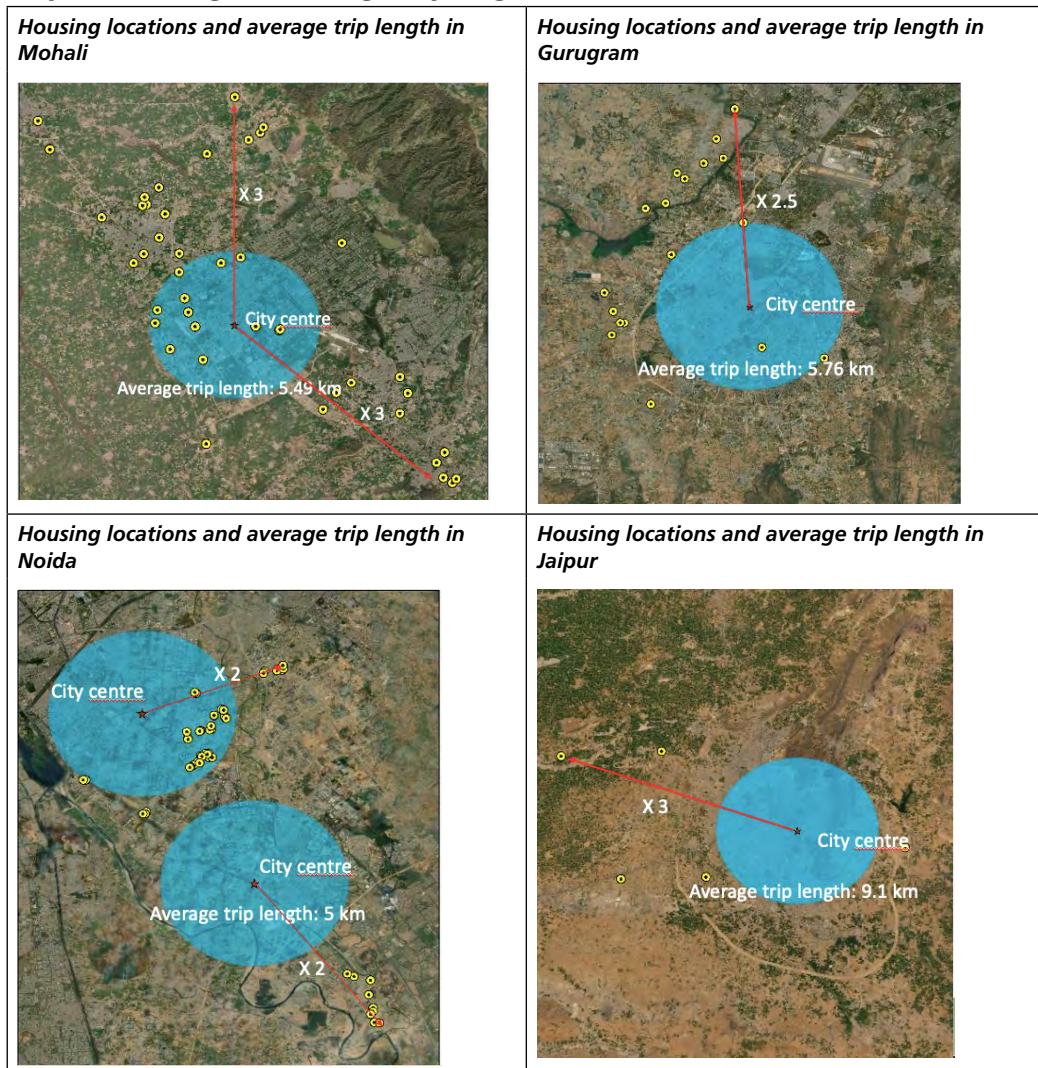 Housing locations and average trip length in
Mohali
X 3
City centre
Average trip length: 5.49 km
X 3
Housing locations and average trip length in
Gurugram
X 2.5
City centre
Average trip length: 5.76 km
Housing locations and average trip length in
Noida
X 2
City centre
City centre
Average trip length: 5 km
X 2
Housing locations and average trip length in
Jaipur
X 3
City centre
Average trip length: 9.1 km